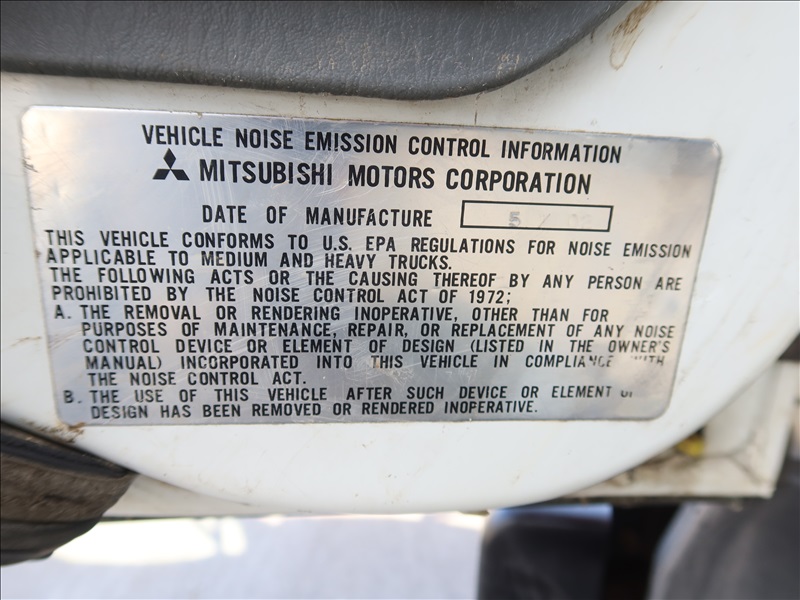 VEHICLE NOISE EMISSION CONTROL INFORMATION
MITSUBISHI MOTORS CORPORATION
DATE OF MANUFACTURE 5 /
THIS VEHICLE CONFORMS TO U.S. EPA REGULATIONS FOR NOISE EMISSION
APPLICABLE TO MEDIUM AND HEAVY TRUCKS.
THE FOLLOWING ACTS OR THE CAUSING THEREOF BY ANY PERSON ARE
PROHIBITED BY THE NOISE CONTROL ACT OF 1972;
A. THE REMOVAL OR RENDERING INOPERATIVE, OTHER THAN FOR
PURPOSES OF MAINTENANCE, REPAIR, OR REPLACEMENT OF ANY NOISE
CONTROL DEVICE OR ELEMENT OF DESIGN (LISTED IN THE OWNER'S
MANUAL) INCORPORATED INTO THIS VEHICLE IN COMPLIANCE WITH
THE NOISE CONTROL ACT.
B. THE USE OF THIS VEHICLE AFTER SUCH DEVICE OR ELEMENT OF
DESIGN HAS BEEN REMOVED OR RENDERED INOPERATIVE.